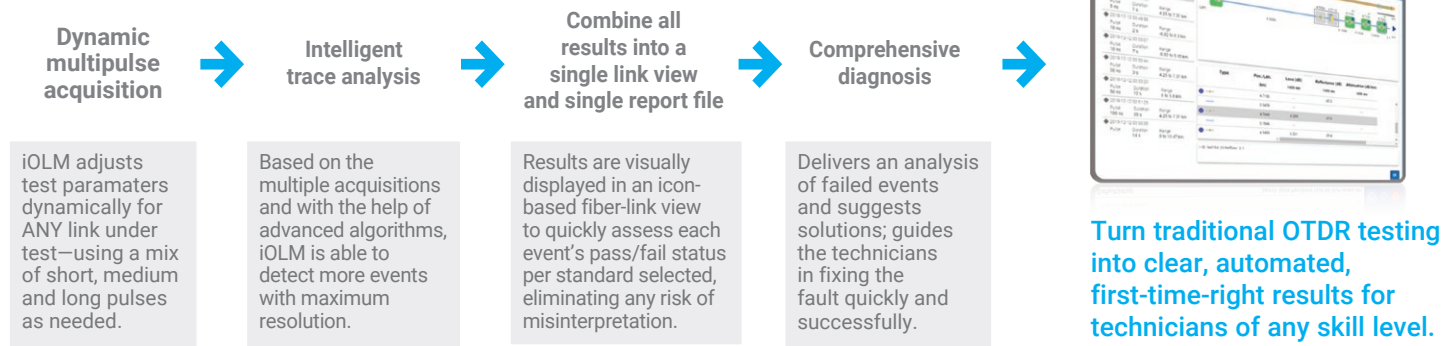 Dynamic
multipulse
acquisition
Intelligent
trace analysis
Combine all
results into a
single link view
and single report file
Comprehensive
diagnosis
iOLM adjusts
test paramaters
dynamically for
ANY link under
test—using a mix
of short, medium
and long pulses
as needed.
Based on the
multiple acquisitions
and with the help of
advanced algorithms,
iOLM is able to
detect more events
with maximum
resolution.
Results are visually
displayed in an icon-
based fiber-link view
to quickly assess each
event's pass/fail status
per standard selected,
eliminating any risk of
misinterpretation.
Delivers an analysis
of failed events
and suggests
solutions; guides
the technicians
in fixing the
fault quickly and
successfully.
Turn traditional OTDR testing
into clear, automated,
first-time-right results for
technicians of any skill level.